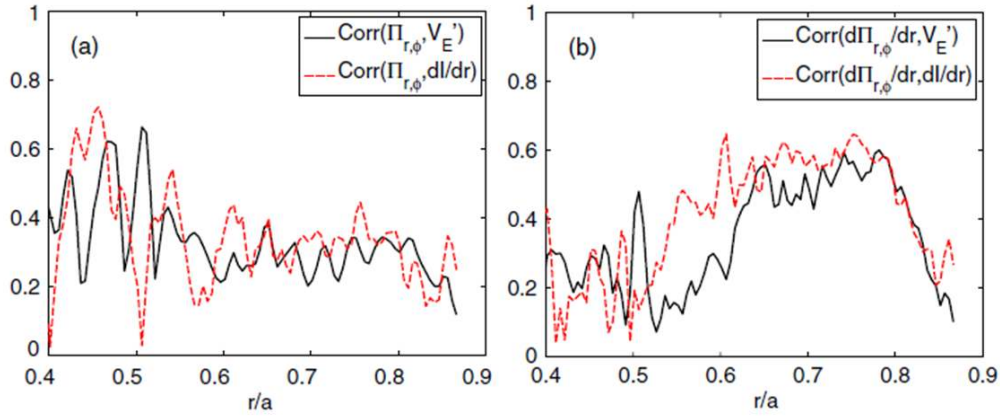 (a)
Corr(Π_{r,ϕ},V_E')
Corr(Π_{r,ϕ},dI/dr)
1
0.8
0.6
0.4
0.2
0
0.4 0.5 0.6 0.7 0.8 0.9
r/a
(b)
Corr(dΠ_{r,ϕ}/dr,V_E')
Corr(dΠ_{r,ϕ}/dr,dI/dr)
1
0.8
0.6
0.4
0.2
0
0.4 0.5 0.6 0.7 0.8 0.9
r/a